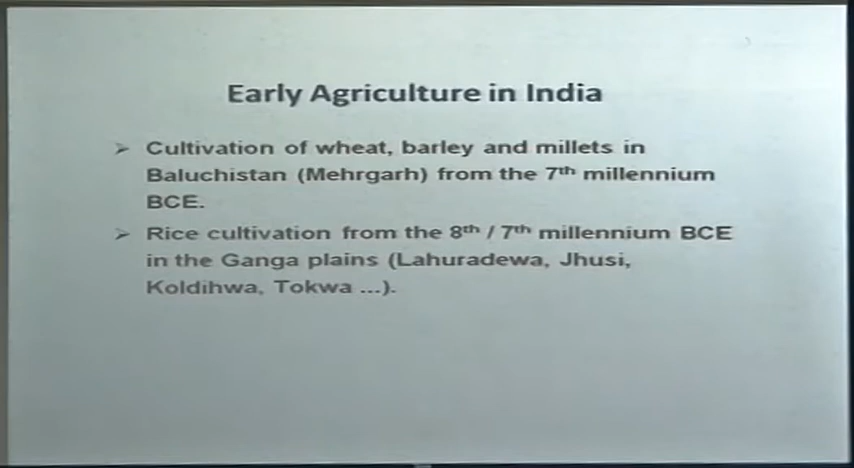 Early Agriculture in India
➢ Cultivation of wheat, barley and millets in
Baluchistan (Mehrgarh) from the 7th millennium
BCE.
➢ Rice cultivation from the 8th / 7th millennium BCE
in the Ganga plains (Lahuradewa, Jhusi,
Koldihwa, Tokwa ...).